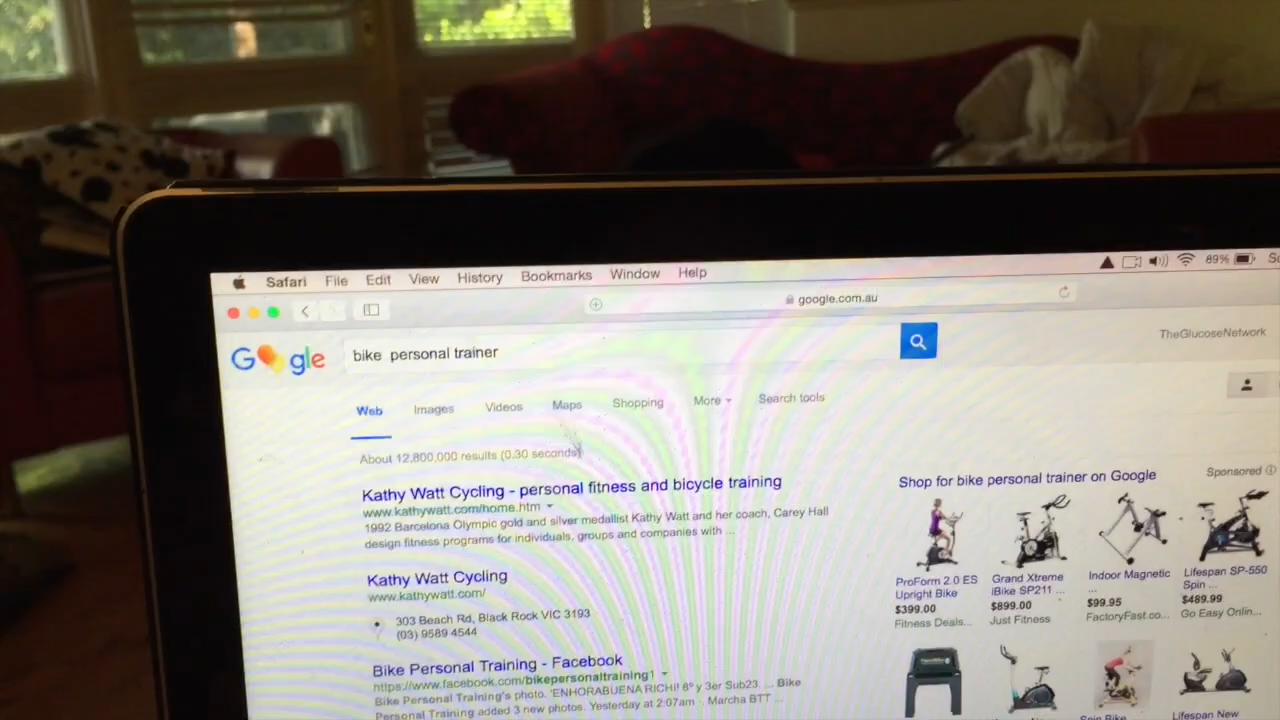 Safari File Edit View History Bookmarks Window Help
89%
google.com.au
bike personal trainer
TheGlucoseNetwork
Web Images Videos Maps Shopping More Search tools
About 12,800,000 results (0.30 seconds)
Kathy Watt Cycling - personal fitness and bicycle training
www.kathywatt.com/home.htm
1992 Barcelona Olympic gold and silver medallist Kathy Watt and her coach, Carey Hall
design fitness programs for individuals, groups and companies with ...
Kathy Watt Cycling
www.kathywatt.com/
303 Beach Rd, Black Rock VIC 3193
(03) 9589 4544
Bike Personal Training - Facebook
https://www.facebook.com/bikepersonaltraining1
Bike Personal Training's photo. 'ENHORABUENA RICHI! 8º y 3er Sub23. ... Bike
Personal Training added 3 new photos. Yesterday at 2:07am · Marcha BTT ...
Shop for bike personal trainer on Google
Sponsored
ProForm 2.0 ES
Upright Bike
$399.00
Fitness Deals...
Grand Xtreme
iBike SP211 ...
$899.00
Just Fitness
Indoor Magnetic
...
$99.95
FactoryFast.co...
Lifespan SP-550
Spin ...
$489.99
Go Easy Onlin...
Spin Bike
Lifespan New